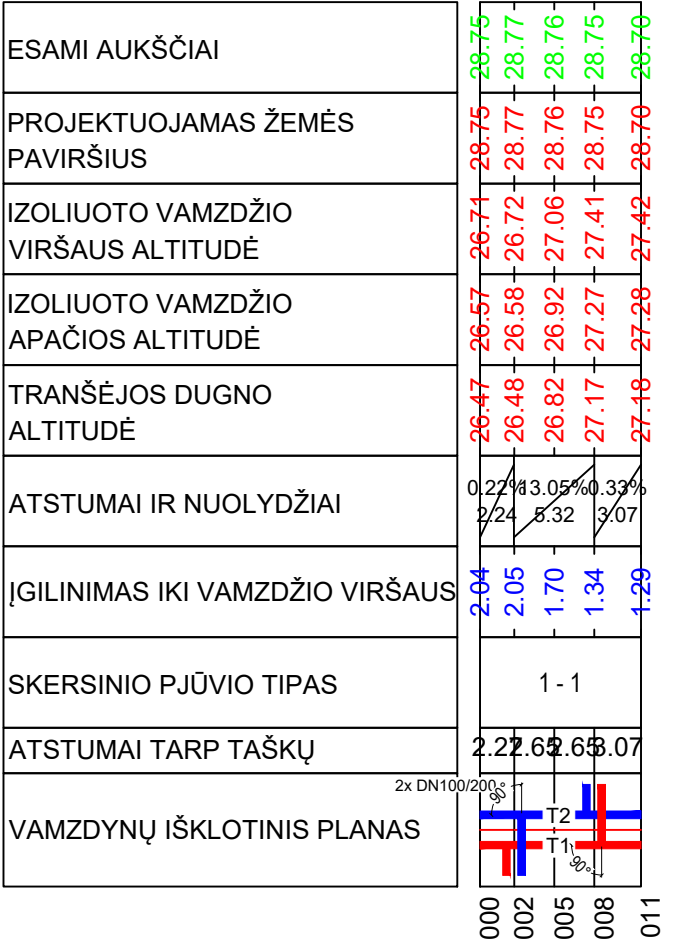 ESAMI AUKŠČIAI
28.75 28.77 28.76 28.75 28.70
PROJEKTUOJAMAS ŽEMĖS
PAVIRŠIUS
28.75 28.77 28.76 28.75 28.70
IZOLIUOTO VAMZDŽIO
VIRŠAUS ALTITUDĖ
26.71 26.72 27.06 27.41 27.42
IZOLIUOTO VAMZDŽIO
APAČIOS ALTITUDĖ
26.57 26.58 26.92 27.27 27.28
TRANŠĖJOS DUGNO
ALTITUDĖ
26.47 26.48 26.82 27.17 27.18
ATSTUMAI IR NUOLYDŽIAI
0.22% 13.05% 0.33%
2.24 5.32 3.07
ĮGILINIMAS IKI VAMZDŽIO VIRŠAUS
2.04 2.05 1.70 1.34 1.29
SKERSINIO PJŪVIO TIPAS
1 - 1
ATSTUMAI TARP TAŠKŲ
2.65 2.65 3.07
VAMZDYNŲ IŠKLOTINIS PLANAS
2x DN100/200
90°
T2
T1
90°
000 002 005 008 011